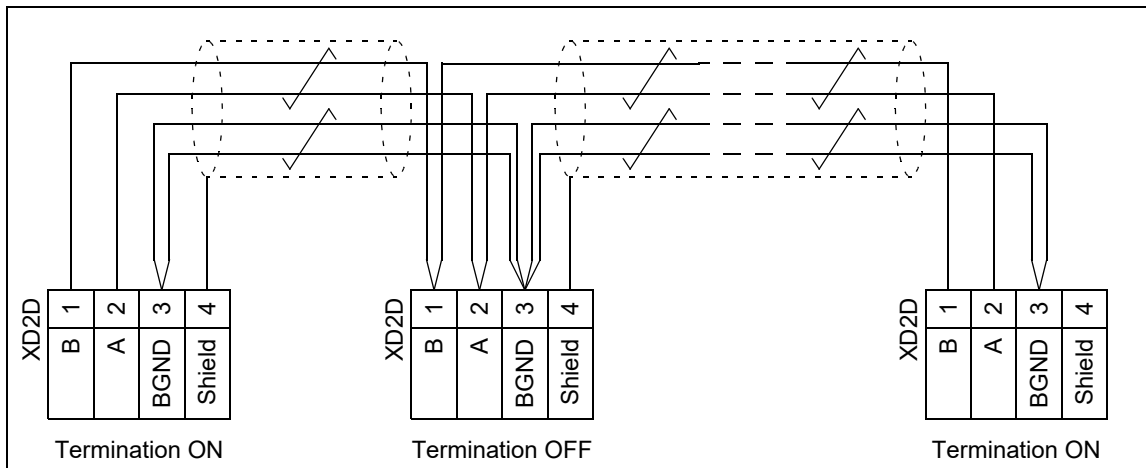 XD2D
1 2 3 4
B A BGND Shield
Termination ON
XD2D
1 2 3 4
B A BGND Shield
Termination OFF
XD2D
1 2 3 4
B A BGND Shield
Termination ON